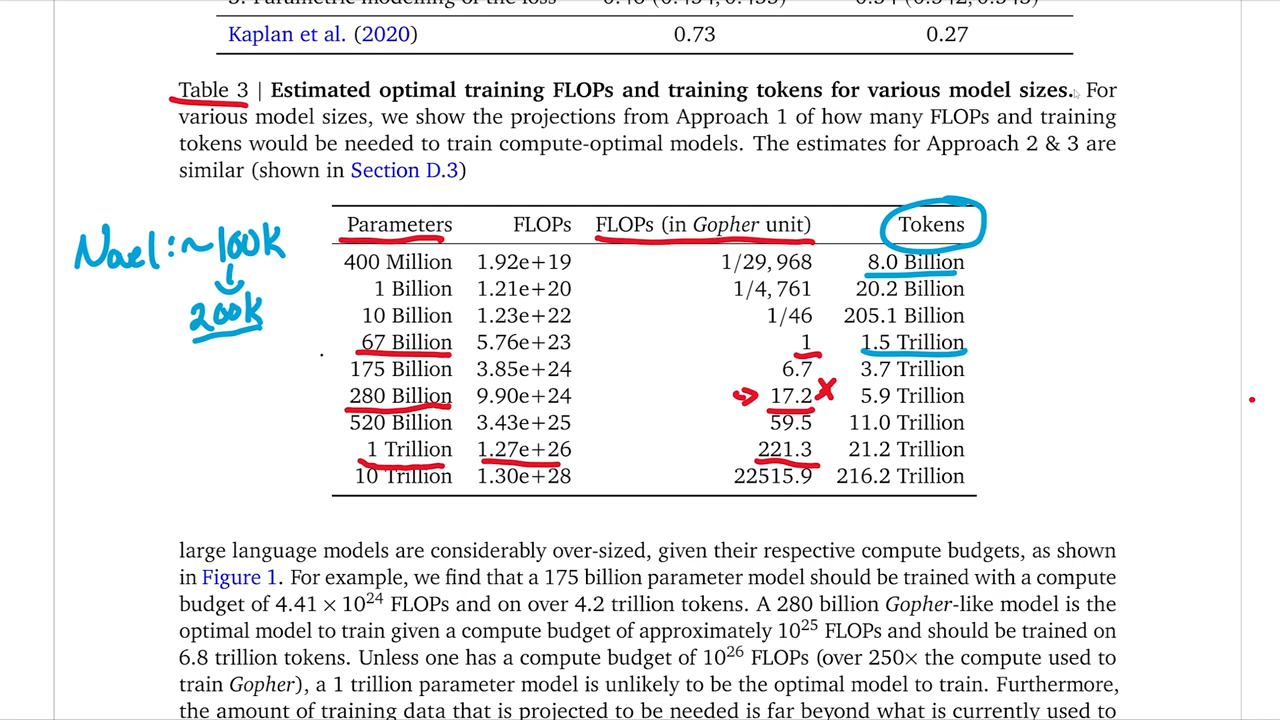 3. Parametric modelling of the loss 0.46 (0.454, 0.455) 0.54 (0.542, 0.543)
Kaplan et al. (2020) 0.73 0.27
Table 3 | Estimated optimal training FLOPs and training tokens for various model sizes. For
various model sizes, we show the projections from Approach 1 of how many FLOPs and training
tokens would be needed to train compute-optimal models. The estimates for Approach 2 & 3 are
similar (shown in Section D.3)
Parameters FLOPs FLOPs (in Gopher unit) Tokens
400 Million 1.92e+19 1/29, 968 8.0 Billion
1 Billion 1.21e+20 1/4, 761 20.2 Billion
10 Billion 1.23e+22 1/46 205.1 Billion
67 Billion 5.76e+23 1 1.5 Trillion
175 Billion 3.85e+24 6.7 3.7 Trillion
280 Billion 9.90e+24 17.2 x 5.9 Trillion
520 Billion 3.43e+25 59.5 11.0 Trillion
1 Trillion 1.27e+26 221.3 21.2 Trillion
10 Trillion 1.30e+28 22515.9 216.2 Trillion
Nael: ~100K
200K
large language models are considerably over-sized, given their respective compute budgets, as shown
in Figure 1. For example, we find that a 175 billion parameter model should be trained with a compute
budget of 4.41 × 10²⁴ FLOPs and on over 4.2 trillion tokens. A 280 billion Gopher-like model is the
optimal model to train given a compute budget of approximately 10²⁵ FLOPs and should be trained on
6.8 trillion tokens. Unless one has a compute budget of 10²⁶ FLOPs (over 250× the compute used to
train Gopher), a 1 trillion parameter model is unlikely to be the optimal model to train. Furthermore,
the amount of training data that is projected to be needed is far beyond what is currently used to